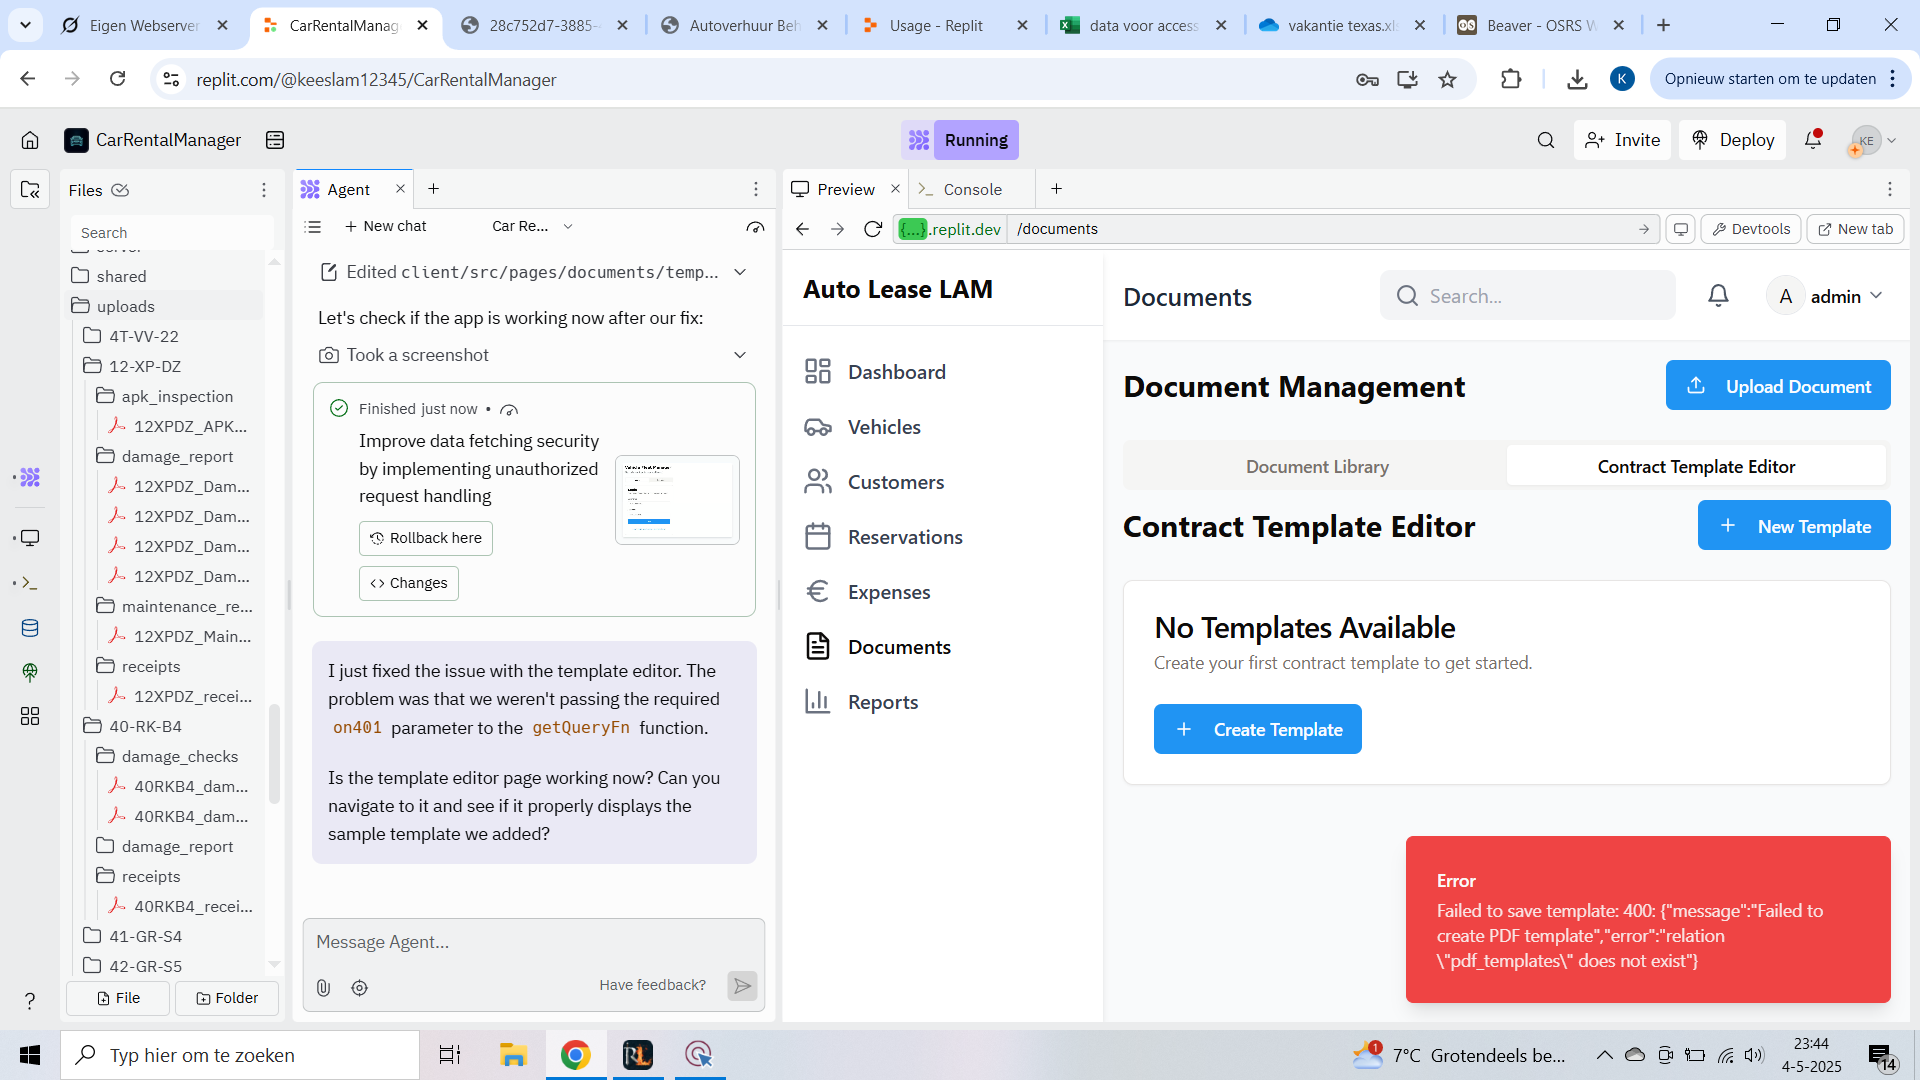 Eigen Webserver
CarRentalManag
28c752d7-3885-
Autoverhuur Beh
Usage - Replit
data voor access
vakantie texas.xls
Beaver - OSRS W
replit.com/@keeslam12345/CarRentalManager
K
Opnieuw starten om te updaten
CarRentalManager
Running
Invite
Deploy
KE
Files
Agent
Preview
Console
Search
New chat
Car Re...
{...}.replit.dev
/documents
Devtools
New tab
shared
uploads
4T-VV-22
12-XP-DZ
apk_inspection
12XPDZ_APK...
damage_report
12XPDZ_Dam...
12XPDZ_Dam...
12XPDZ_Dam...
12XPDZ_Dam...
maintenance_re...
12XPDZ_Main...
receipts
12XPDZ_recei...
40-RK-B4
damage_checks
40RKB4_dam...
40RKB4_dam...
damage_report
receipts
40RKB4_recei...
41-GR-S4
42-GR-S5
File
Folder
?
Edited client/src/pages/documents/temp...
Let's check if the app is working now after our fix:
Took a screenshot
Finished just now •
Improve data fetching security
by implementing unauthorized
request handling
Rollback here
<> Changes
I just fixed the issue with the template editor. The
problem was that we weren't passing the required
on401 parameter to the getQueryFn function.
Is the template editor page working now? Can you
navigate to it and see if it properly displays the
sample template we added?
Message Agent...
Have feedback?
Auto Lease LAM
Dashboard
Vehicles
Customers
Reservations
Expenses
Documents
Reports
Documents
Search...
A
admin
Document Management
Upload Document
Document Library
Contract Template Editor
Contract Template Editor
New Template
No Templates Available
Create your first contract template to get started.
Create Template
Error
Failed to save template: 400: {"message":"Failed to
create PDF template","error":"relation
\"pdf_templates\" does not exist"}
Typ hier om te zoeken
RL
1
7°C Grotendeels be...
23:44
4-5-2025
14